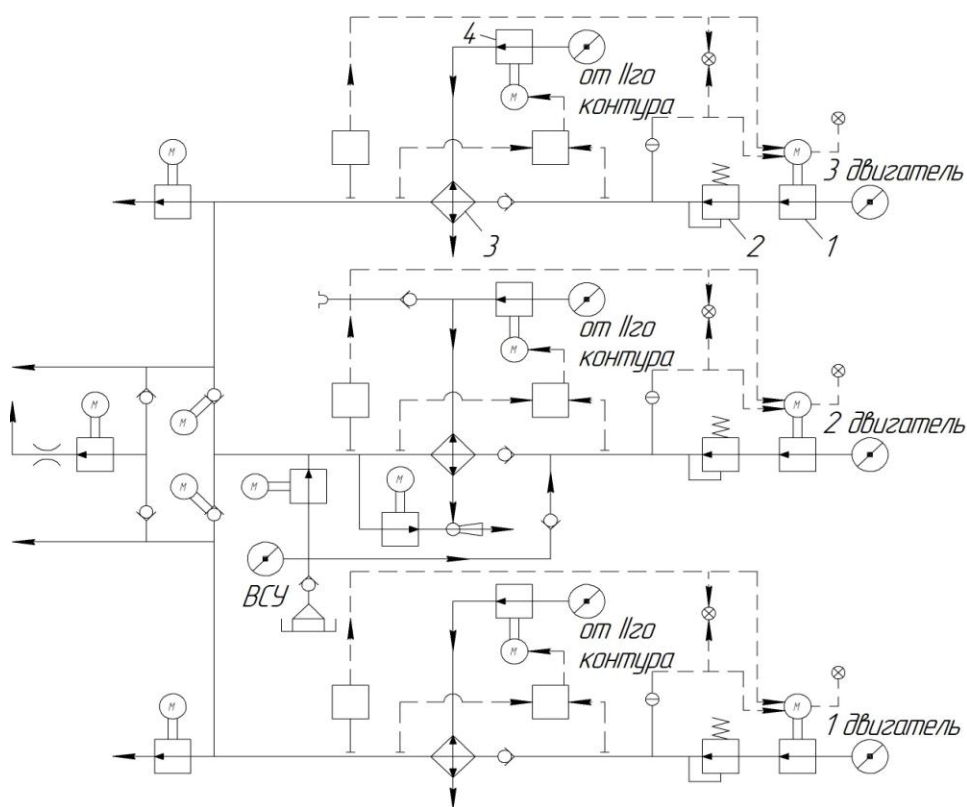 4
от IIго
контура
М
М
М
3 двигатель
3
2
1
от IIго
контура
М
М
2 двигатель
М
М
М
М
М
ВСУ
от IIго
контура
М
М
М
1 двигатель